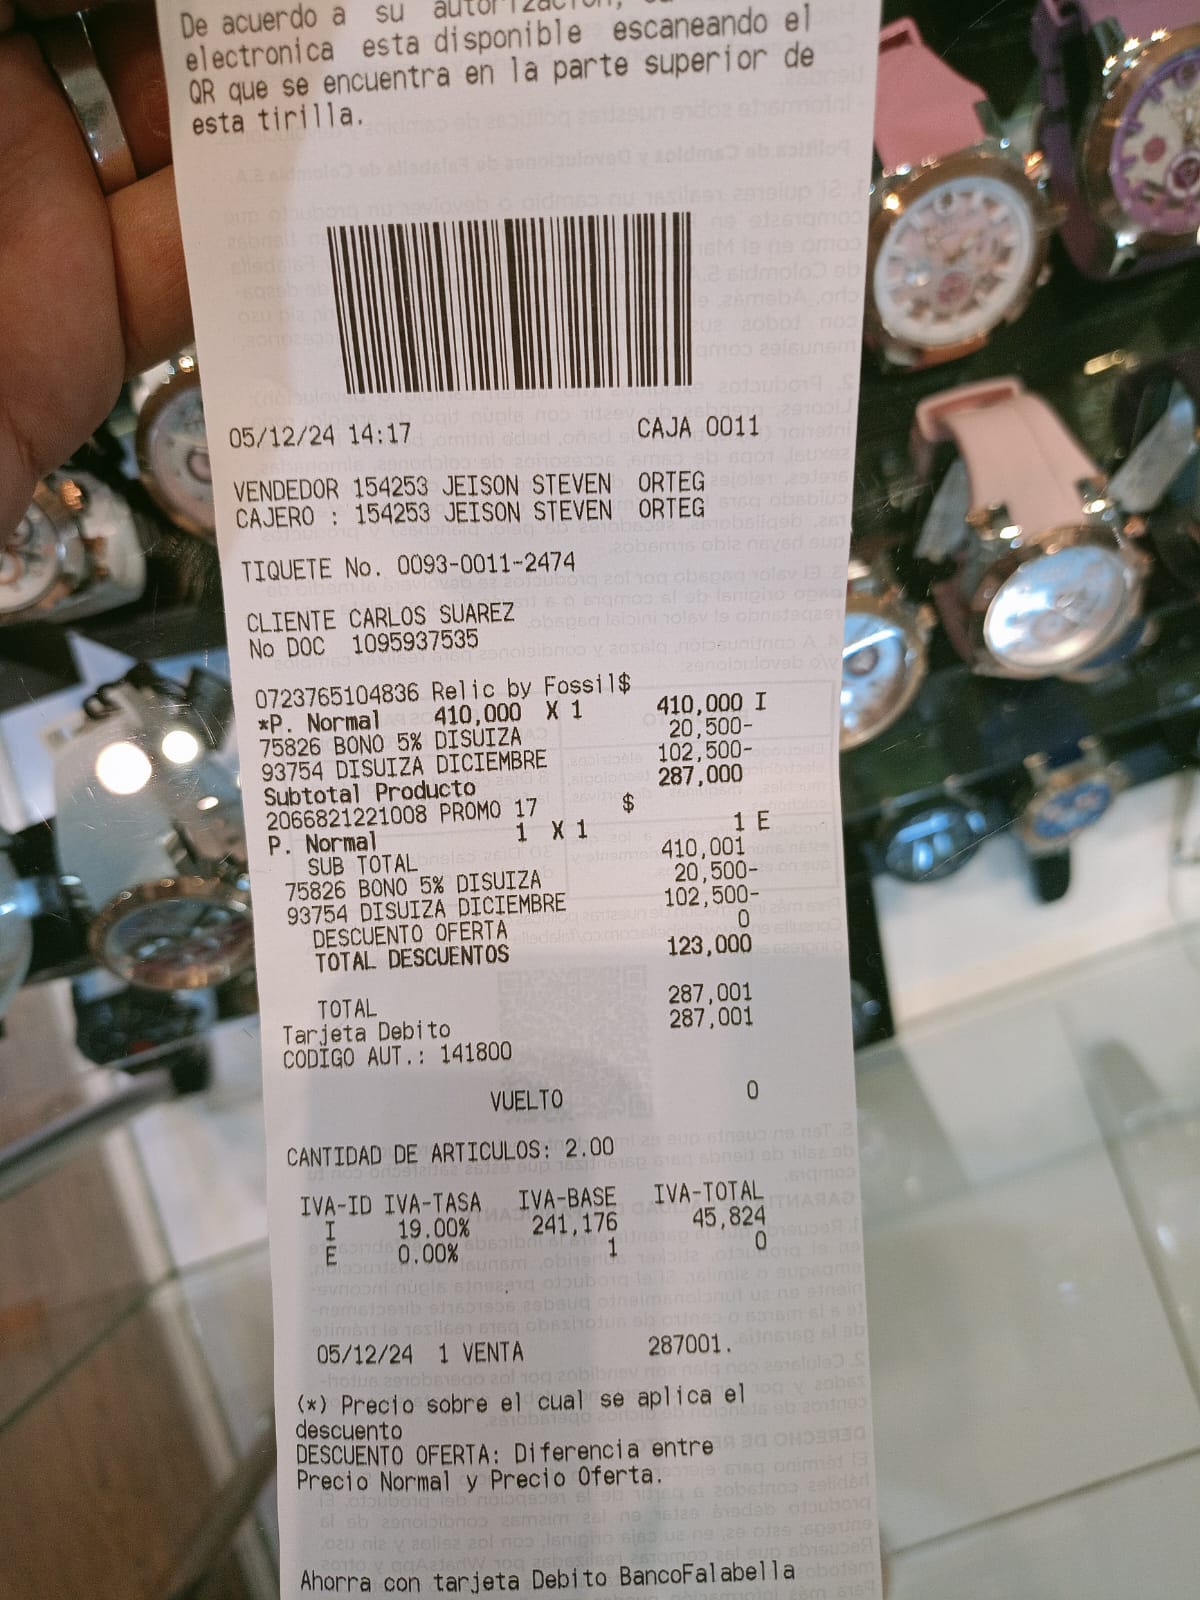 De acuerdo a su autorizacion,
electronica esta disponible escaneando el
QR que se encuentra en la parte superior de
esta tirilla.
05/12/24 14:17 CAJA 0011
VENDEDOR 154253 JEISON STEVEN ORTEG
CAJERO : 154253 JEISON STEVEN ORTEG
TIQUETE No. 0093-0011-2474
CLIENTE CARLOS SUAREZ
No DOC 1095937535
0723765104836 Relic by Fossil$
*P. Normal 410,000 X 1 410,000 I
75826 BONO 5% DISUIZA 20,500-
93754 DISUIZA DICIEMBRE 102,500-
Subtotal Producto 287,000
2066821221008 PROMO 17 $
P. Normal 1 X 1 1 E
SUB TOTAL 410,001
75826 BONO 5% DISUIZA 20,500-
93754 DISUIZA DICIEMBRE 102,500-
DESCUENTO OFERTA 0
TOTAL DESCUENTOS 123,000
TOTAL 287,001
Tarjeta Debito 287,001
CODIGO AUT.: 141800
VUELTO 0
CANTIDAD DE ARTICULOS: 2.00
IVA-ID IVA-TASA IVA-BASE IVA-TOTAL
I 19.00% 241,176 45,824
E 0.00% 1 0
05/12/24 1 VENTA 287001.
(*) Precio sobre el cual se aplica el
descuento
DESCUENTO OFERTA: Diferencia entre
Precio Normal y Precio Oferta.
Ahorra con tarjeta Debito BancoFalabella